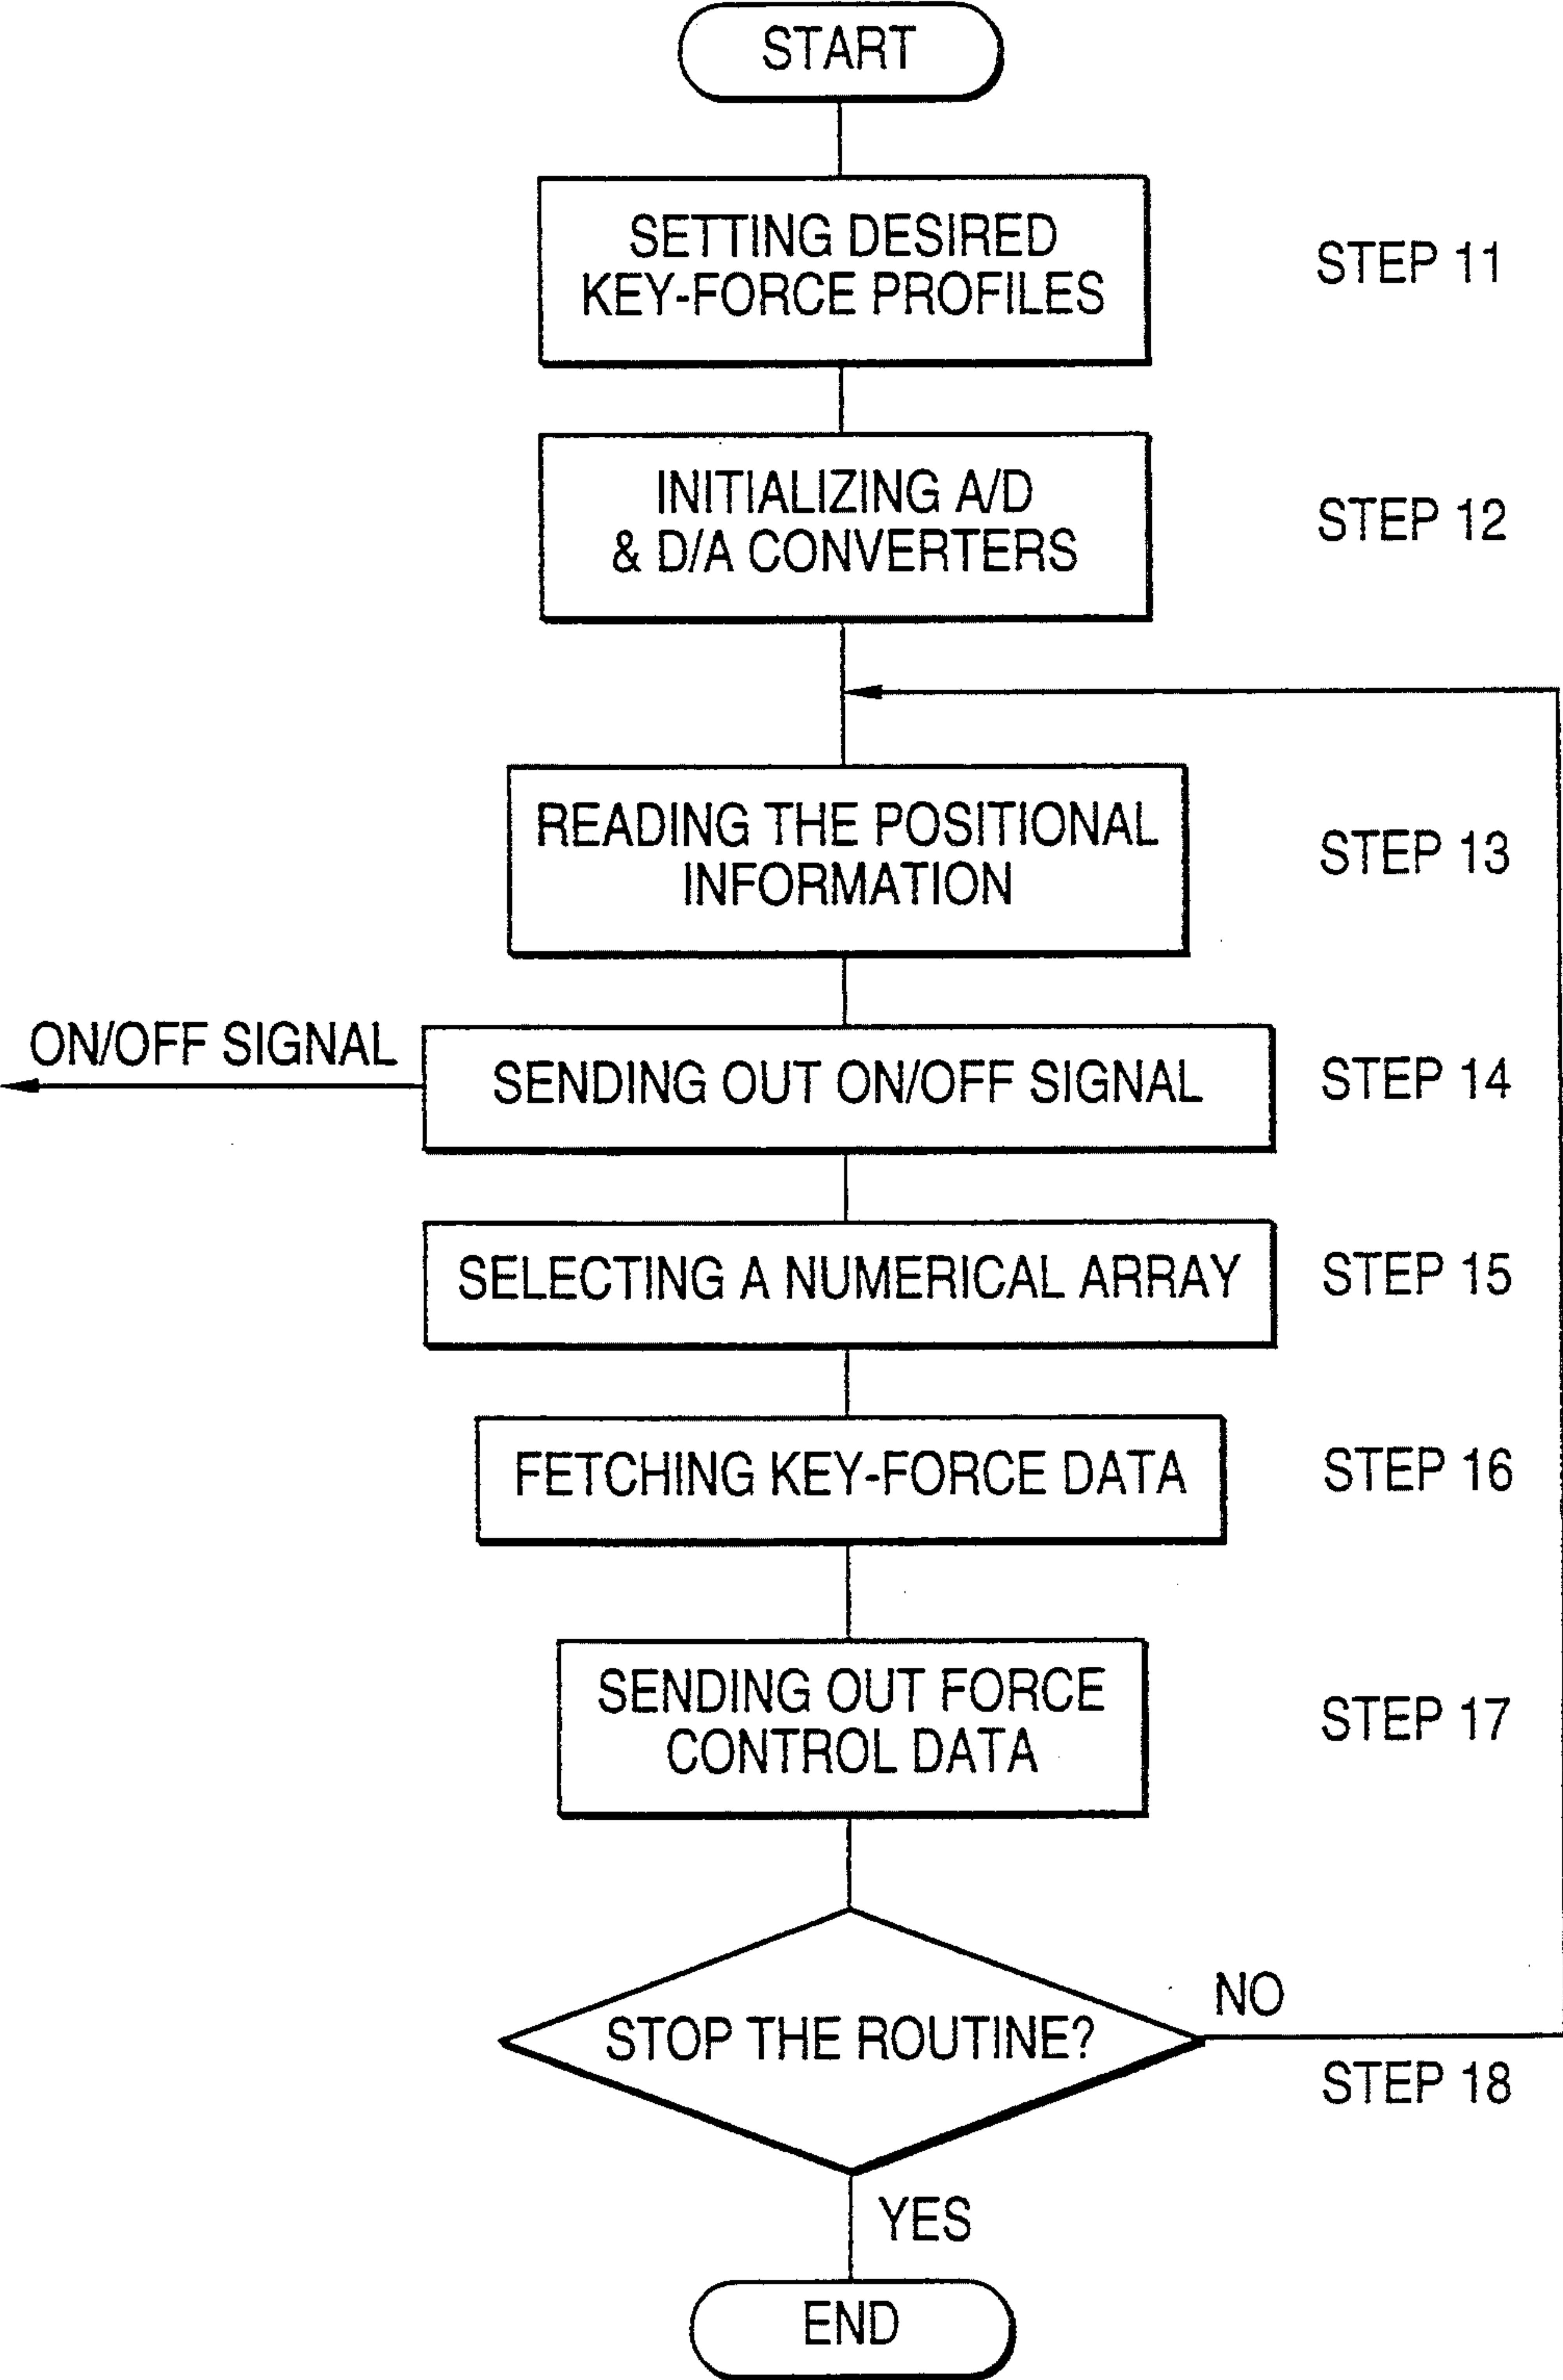 START
SETTING DESIRED
KEY-FORCE PROFILES
STEP 11
INITIALIZING A/D
& D/A CONVERTERS
STEP 12
READING THE POSITIONAL
INFORMATION
STEP 13
ON/OFF SIGNAL
SENDING OUT ON/OFF SIGNAL
STEP 14
SELECTING A NUMERICAL ARRAY
STEP 15
FETCHING KEY-FORCE DATA
STEP 16
SENDING OUT FORCE
CONTROL DATA
STEP 17
STOP THE ROUTINE?
NO
STEP 18
YES
END